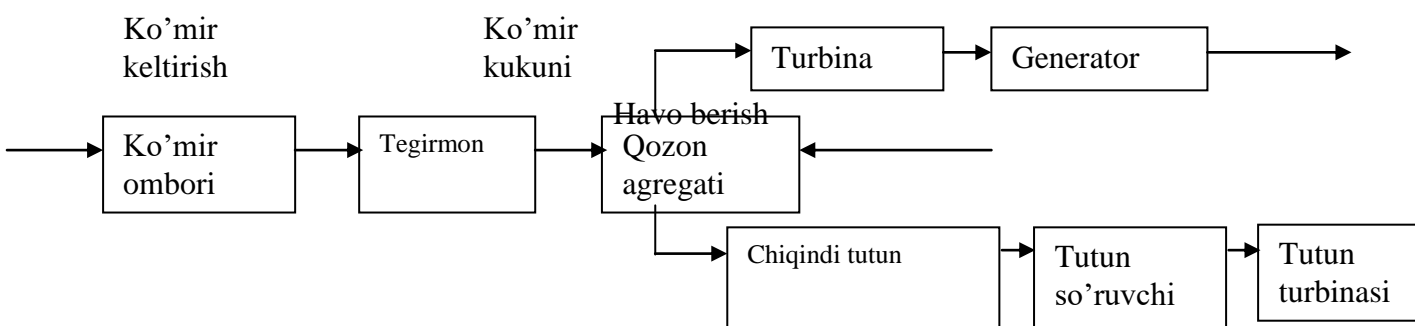 Ko’mir
keltirish
Ko’mir
kukuni
Turbina
Generator
Havo berish
Ko’mir
ombori
Tegirmon
Qozon
agregati
Chiqindi tutun
Tutun
so’ruvchi
Tutun
turbinasi